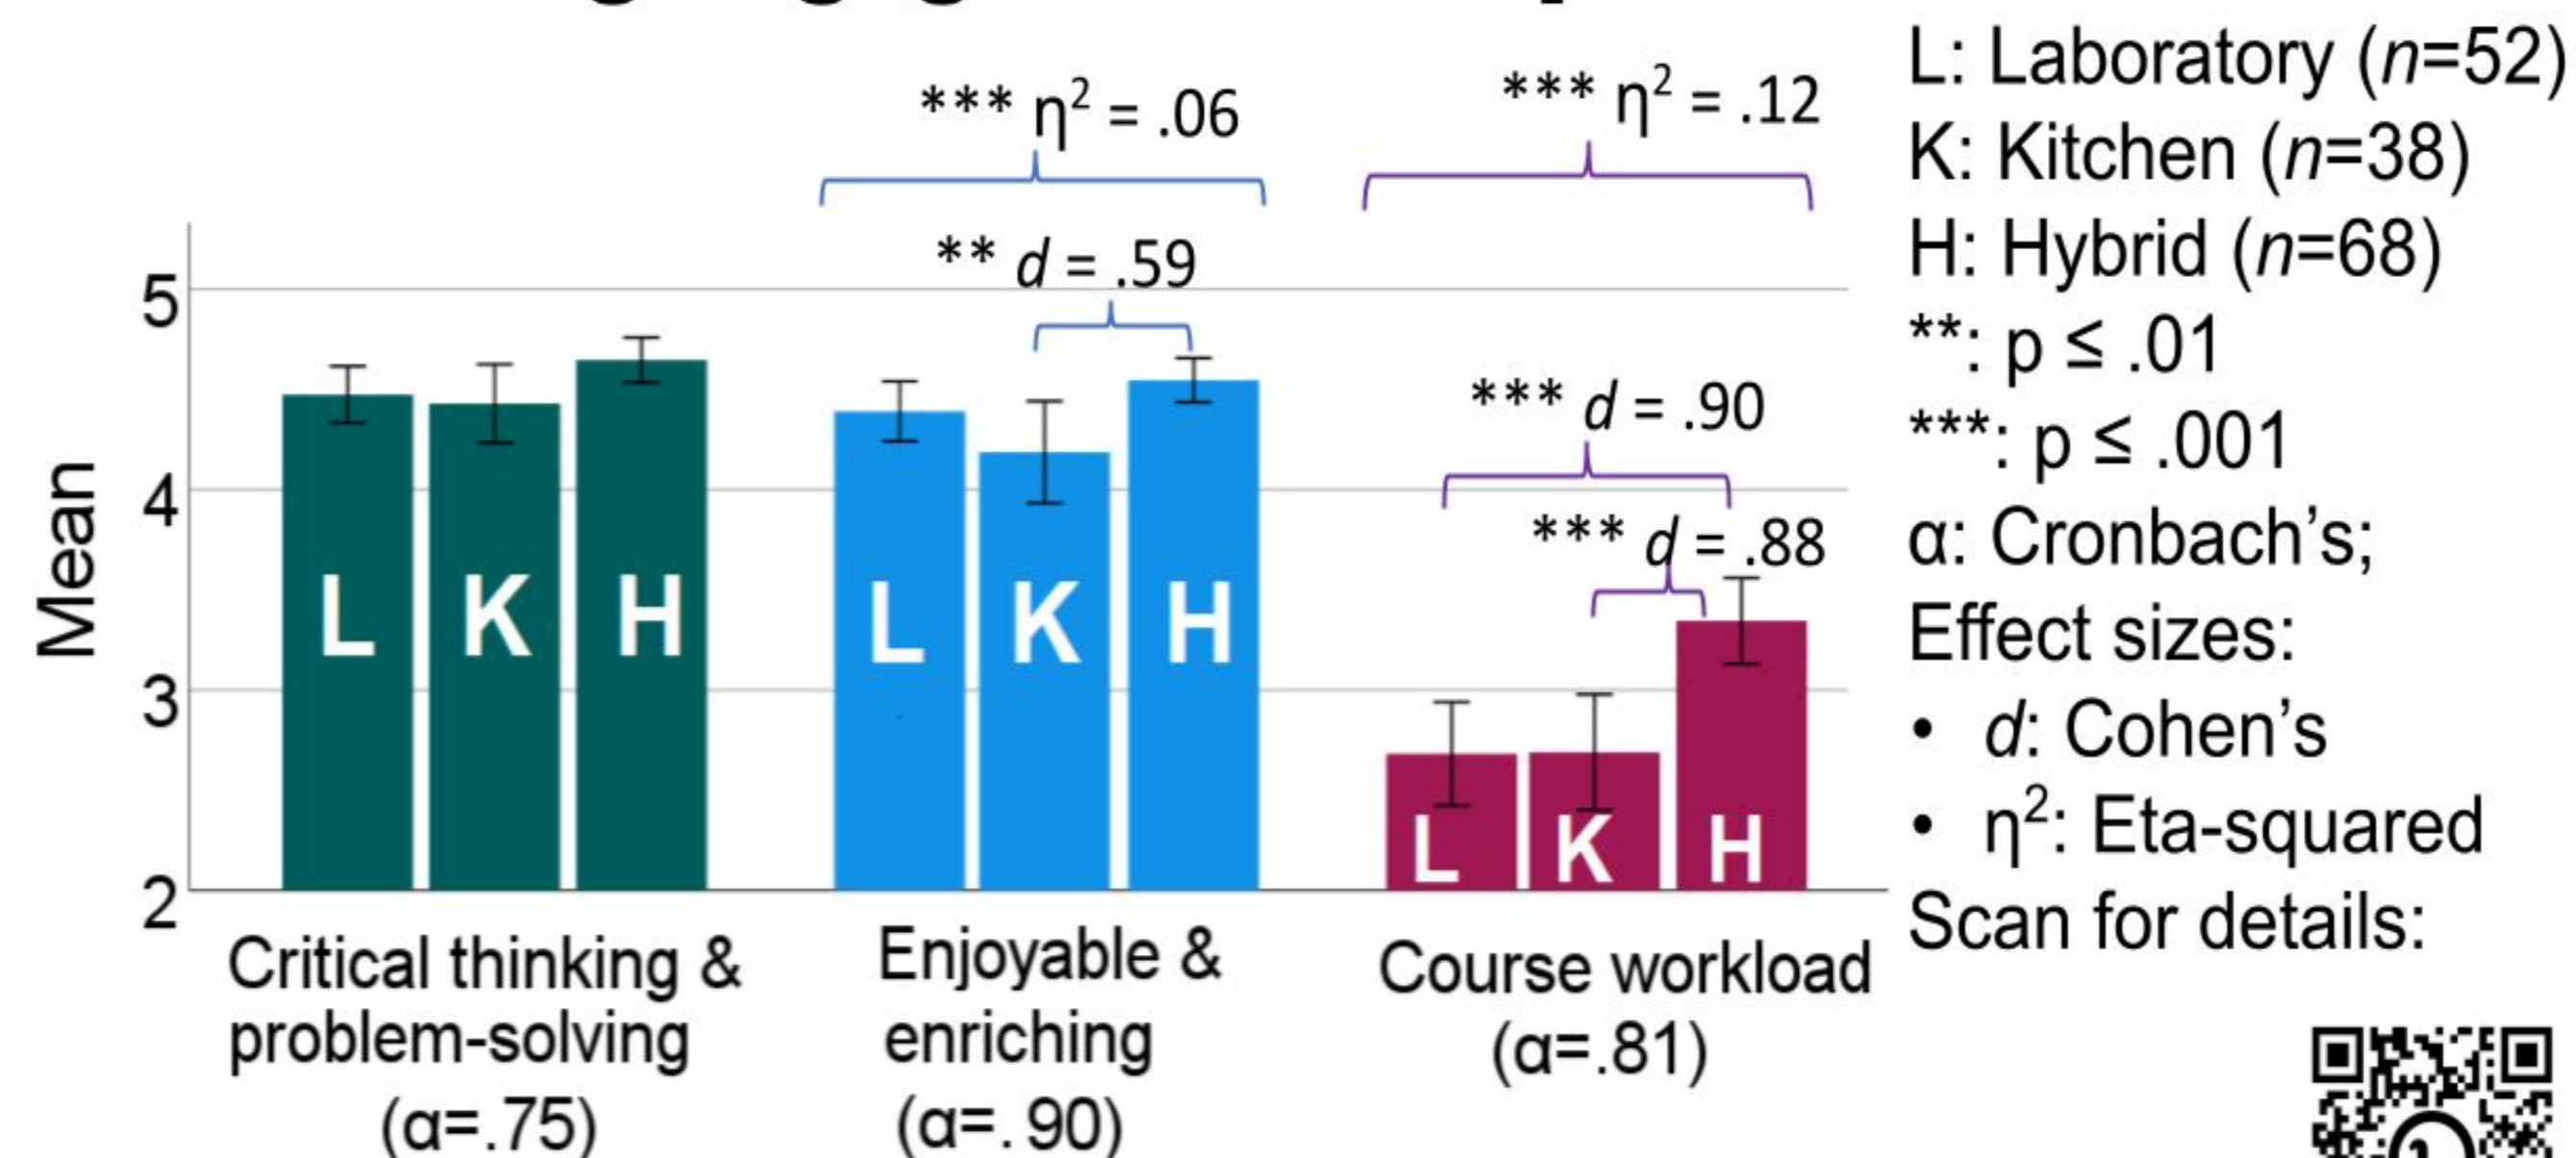 *** η² = .06
*** η² = .12
** d = .59
*** d = .90
*** d = .88
5
4
3
2
Mean
L K H
L K H
L K H
Critical thinking &
problem-solving
(α=.75)
Enjoyable &
enriching
(α=. 90)
Course workload
(α=.81)
L: Laboratory (n=52)
K: Kitchen (n=38)
H: Hybrid (n=68)
**: p ≤ .01
***: p ≤ .001
α: Cronbach’s;
Effect sizes:
• d: Cohen’s
• η²: Eta-squared
Scan for details: